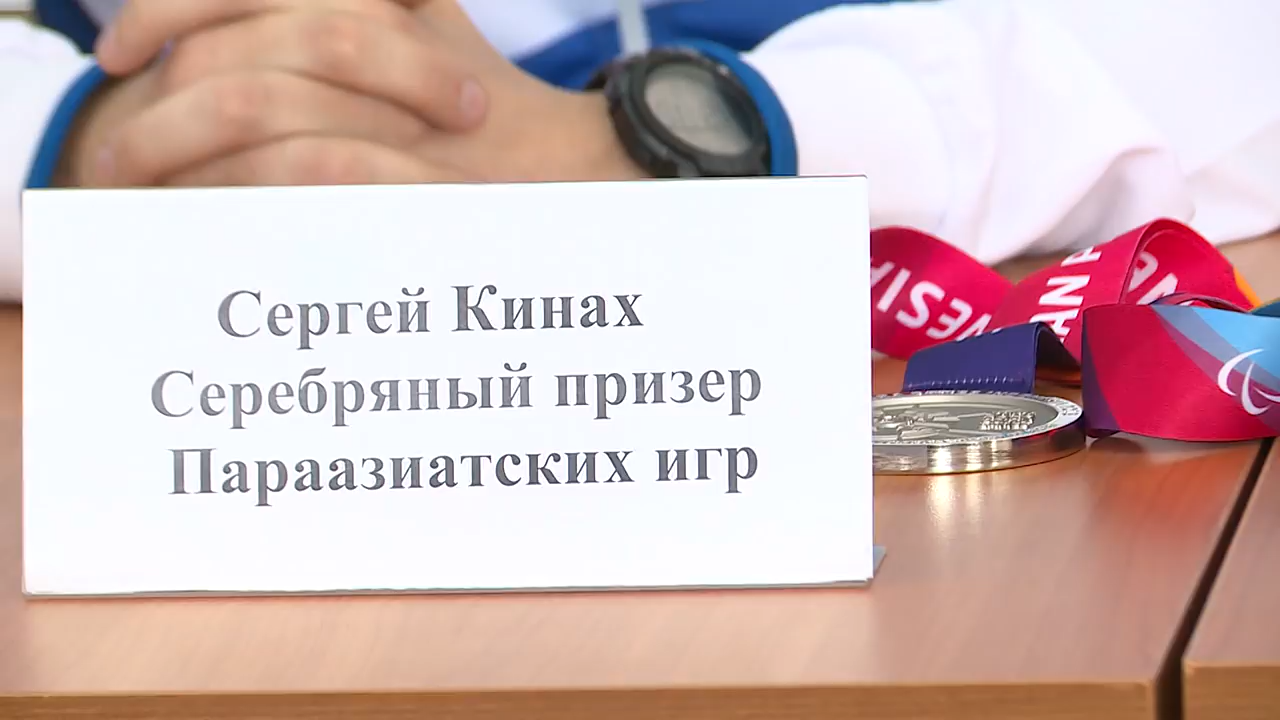 Сергей Кинах
Серебряный призер
Параазиатских игр